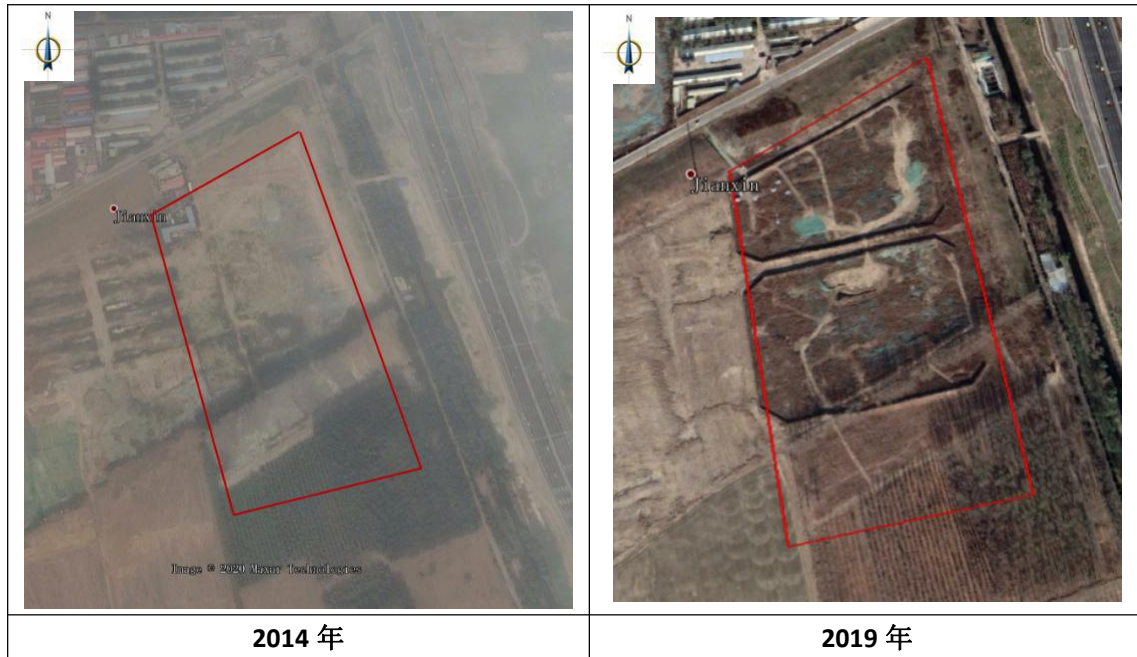 N
N
Jianxin
Jianxin
Image © 2020 Maxar Technologies
2014 年
2019 年